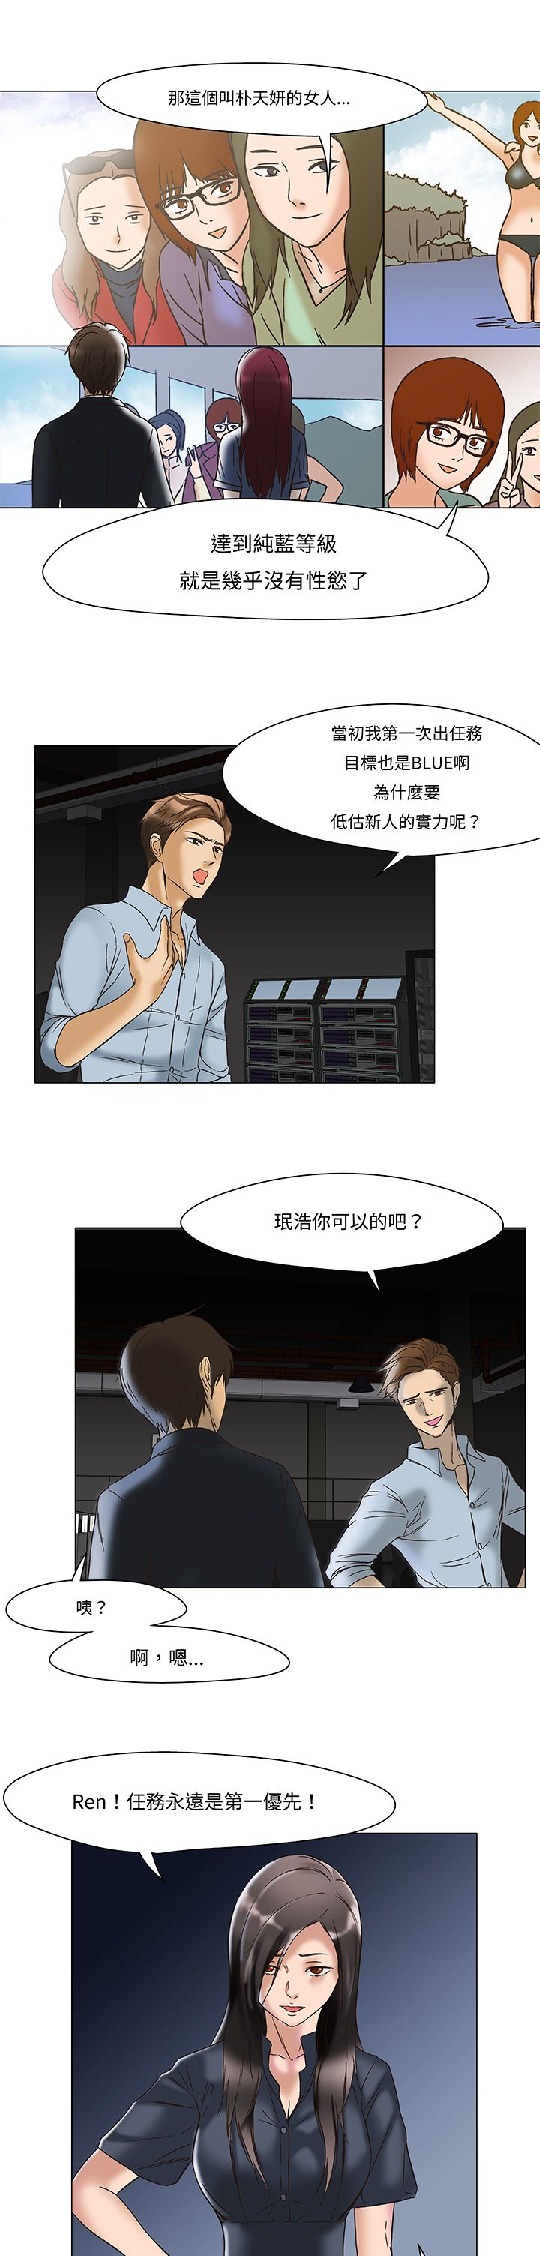 那這個叫朴天妍的女人...
達到純藍等級
就是幾乎沒有性慾了
當初我第一次出任務
目標也是BLUE啊
為什麼要
低估新人的實力呢？
珉浩你可以的吧？
咦？
啊，嗯...
Ren！任務永遠是第一優先！